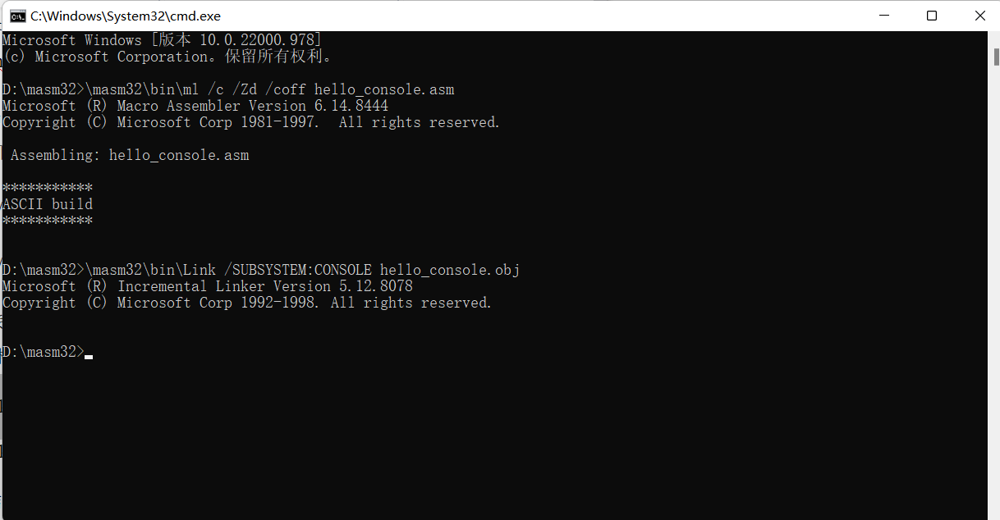 C:\Windows\System32\cmd.exe
Microsoft Windows [版本 10.0.22000.978]
(c) Microsoft Corporation。保留所有权利。
D:\masm32>\masm32\bin\ml /c /Zd /coff hello_console.asm
Microsoft (R) Macro Assembler Version 6.14.8444
Copyright (C) Microsoft Corp 1981-1997.  All rights reserved.
Assembling: hello_console.asm
***********
ASCII build
***********
D:\masm32>\masm32\bin\Link /SUBSYSTEM:CONSOLE hello_console.obj
Microsoft (R) Incremental Linker Version 5.12.8078
Copyright (C) Microsoft Corp 1992-1998. All rights reserved.
D:\masm32>